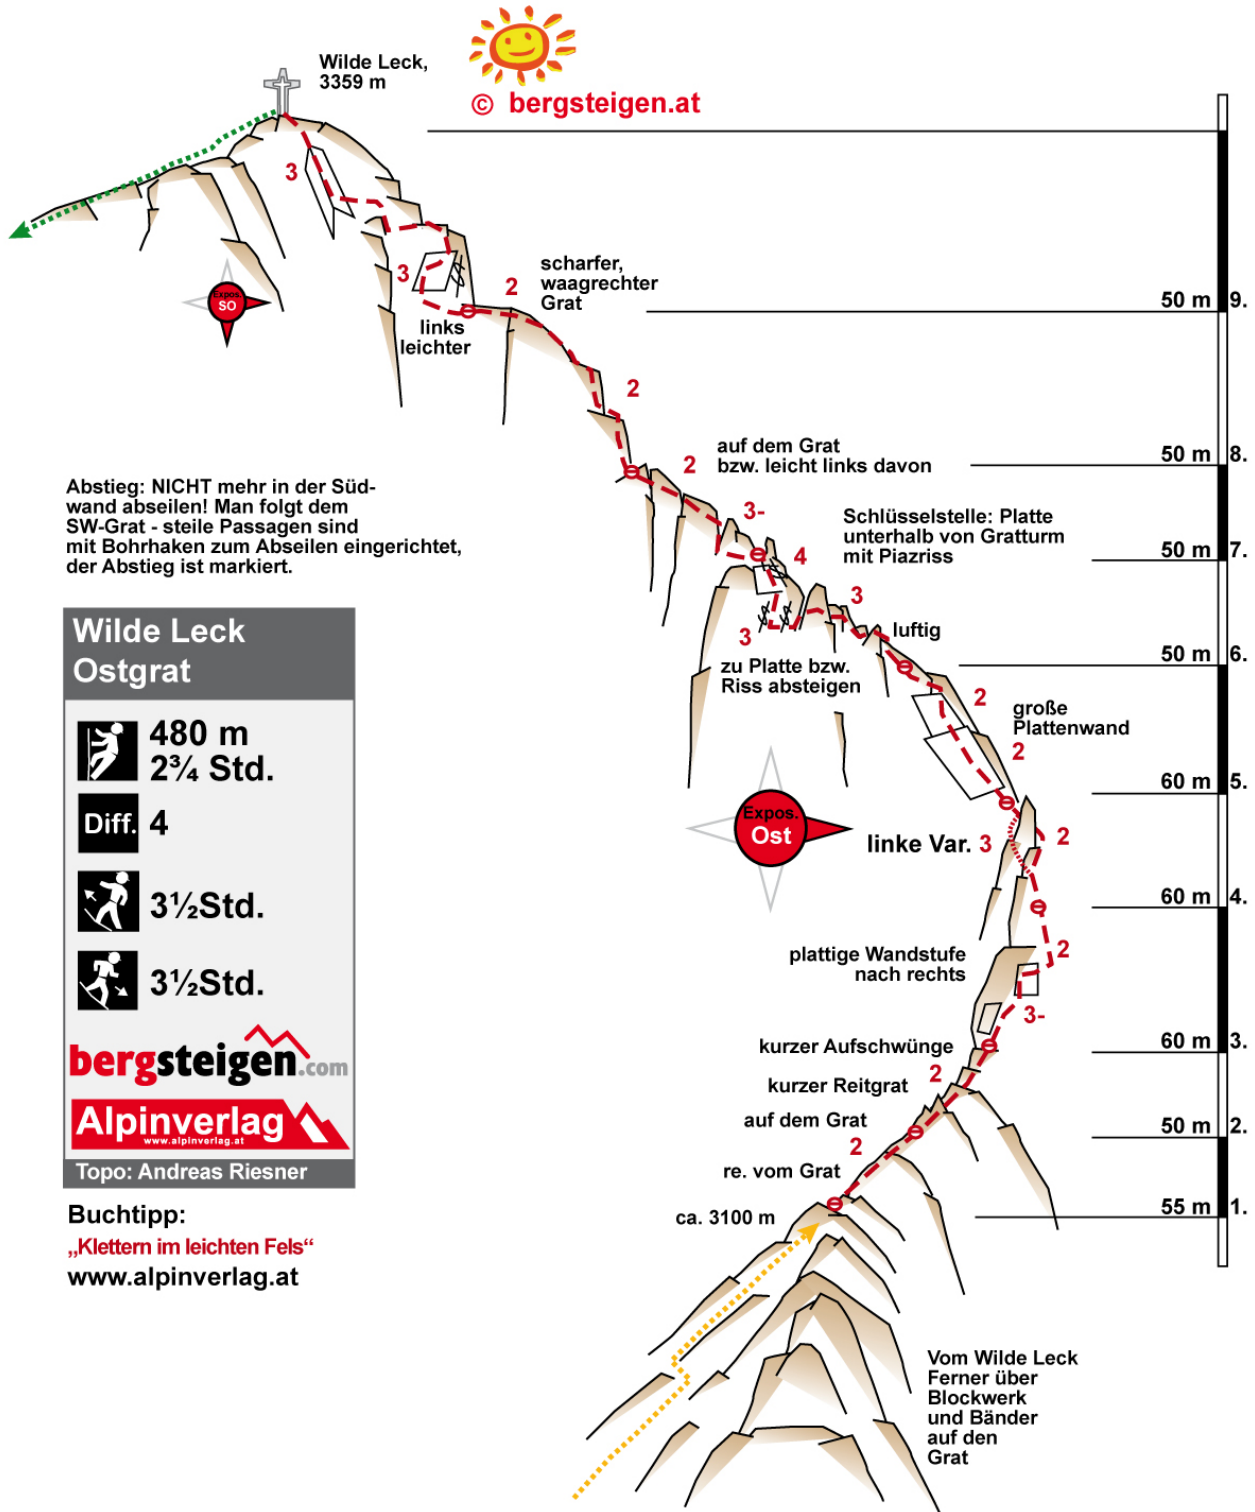 Wilde Leck,
3359 m
© bergsteigen.at
3
Expos.
SO
3
links
leichter
2
scharfer,
waagrechter
Grat
50 m 9.
2
50 m 8.
2
auf dem Grat
bzw. leicht links davon
3-
Schlüsselstelle: Platte
unterhalb von Gratturm
mit Piazriss
50 m 7.
4
3
3
luftig
zu Platte bzw.
Riss absteigen
50 m 6.
2
große
Plattenwand
2
60 m 5.
Expos.
Ost
linke Var. 3
2
60 m 4.
2
plattige Wandstufe
nach rechts
3-
60 m 3.
kurzer Aufschwünge
2
kurzer Reitgrat
auf dem Grat
50 m 2.
2
re. vom Grat
ca. 3100 m
55 m 1.
Vom Wilde Leck
Ferner über
Blockwerk
und Bänder
auf den
Grat
Abstieg: NICHT mehr in der Süd-
wand abseilen! Man folgt dem
SW-Grat - steile Passagen sind
mit Bohrhaken zum Abseilen eingerichtet,
der Abstieg ist markiert.
Wilde Leck
Ostgrat
480 m
2¾ Std.
Diff. 4
3½Std.
3½Std.
bergsteigen.com
Alpinverlag
www.alpinverlag.at
Topo: Andreas Riesner
Buchtipp:
„Klettern im leichten Fels“
www.alpinverlag.at